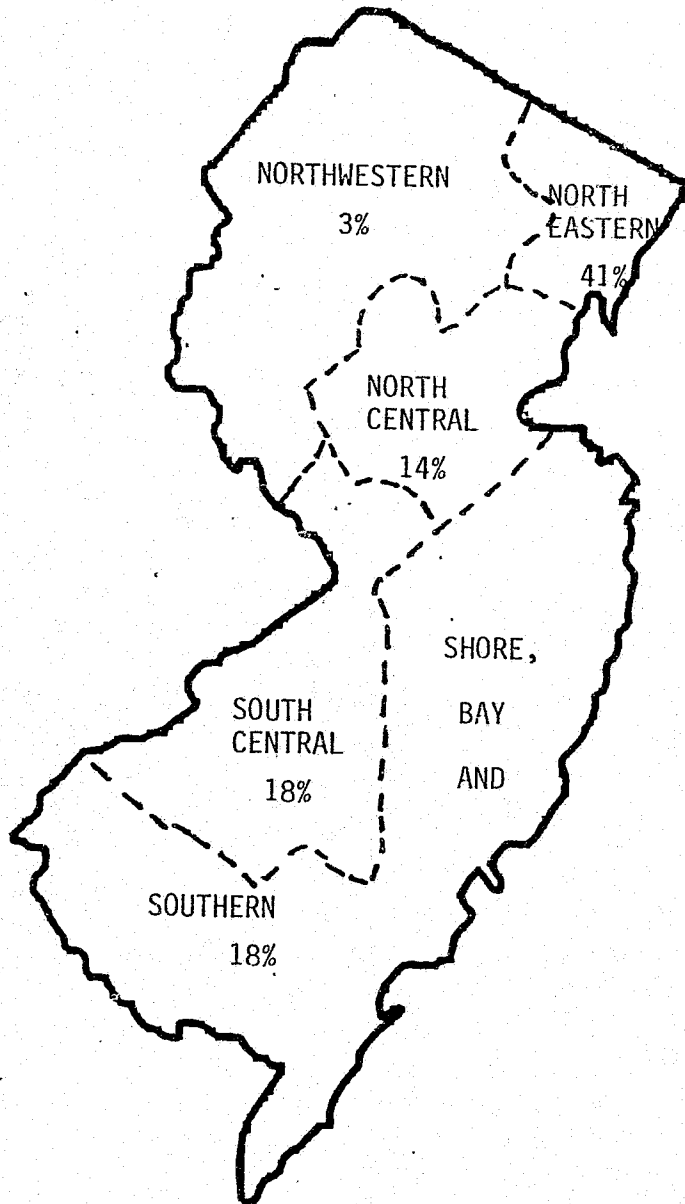 NORTHWESTERN
3%
NORTH
EASTERN
41%
NORTH
CENTRAL
14%
SHORE,
BAY
AND
SOUTH
CENTRAL
18%
SOUTHERN
18%